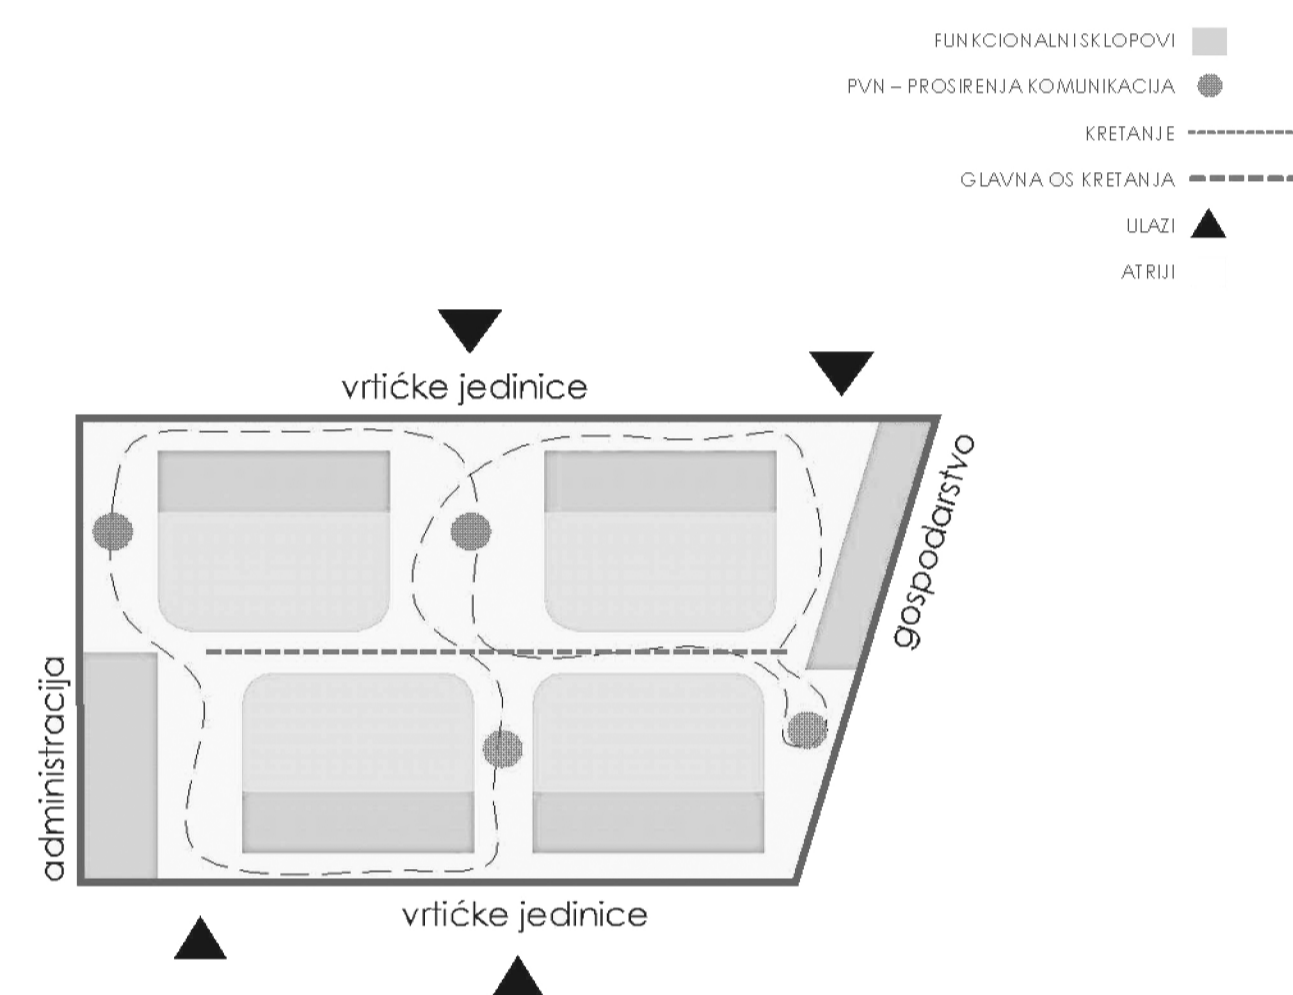 FUNKCIONALNI SKLOPOVI
PVN – PROSIRENJA KOMUNIKACIJA
KRETANJE
GLAVNA OS KRETANJA
ULAZI
ATRIJI
vrtićke jedinice
gospodarstvo
administracija
vrtićke jedinice